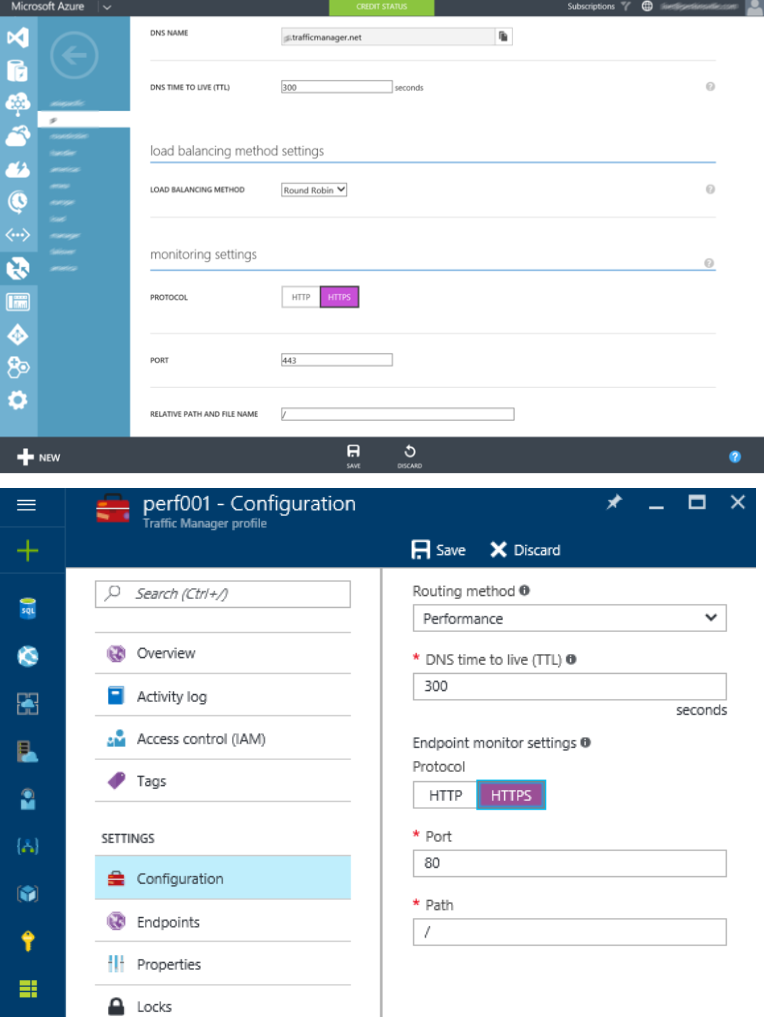 Microsoft Azure
CREDIT STATUS
Subscriptions
DNS NAME
.trafficmanager.net
DNS TIME TO LIVE (TTL)
300
seconds
load balancing method settings
LOAD BALANCING METHOD
Round Robin
monitoring settings
PROTOCOL
HTTP
HTTPS
PORT
443
RELATIVE PATH AND FILE NAME
/
NEW
SAVE
DISCARD
perf001 - Configuration
Traffic Manager profile
Save
Discard
Search (Ctrl+/)
Overview
Activity log
Access control (IAM)
Tags
SETTINGS
Configuration
Endpoints
Properties
Locks
Routing method
Performance
* DNS time to live (TTL)
300
seconds
Endpoint monitor settings
Protocol
HTTP
HTTPS
* Port
80
* Path
/
SQL